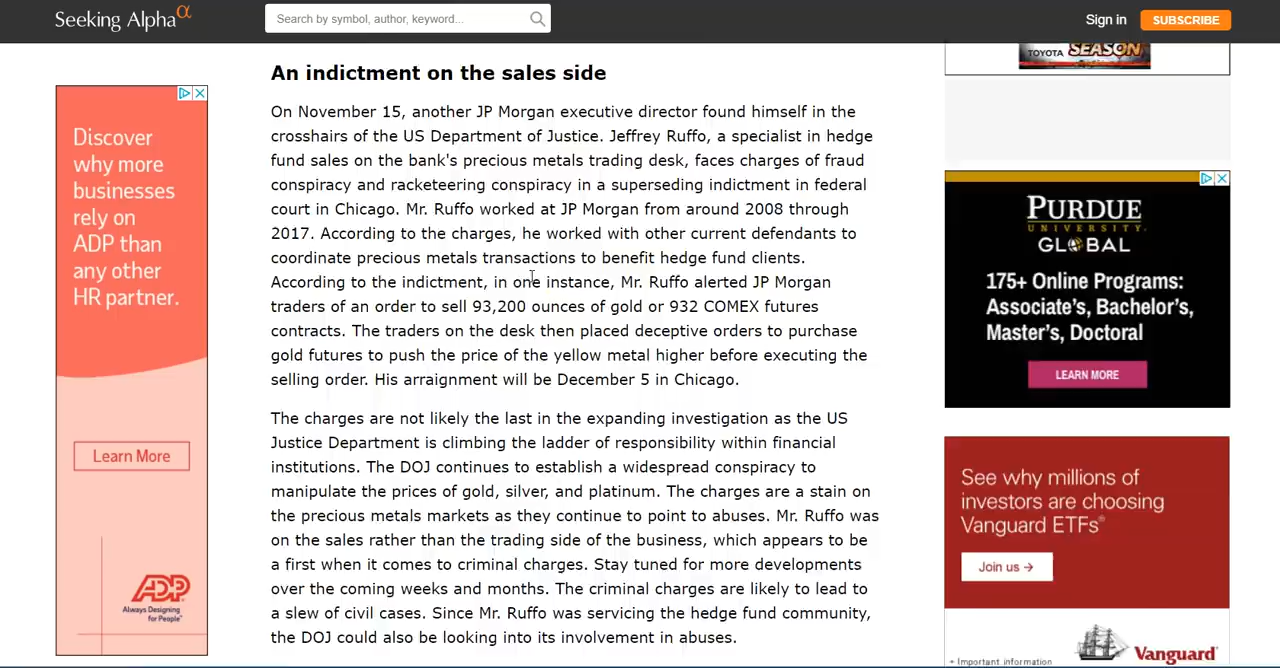 Seeking Alphaα
Search by symbol, author, keyword...
Sign in
SUBSCRIBE
TOYOTA SEASON
An indictment on the sales side
On November 15, another JP Morgan executive director found himself in the
crosshairs of the US Department of Justice. Jeffrey Ruffo, a specialist in hedge
fund sales on the bank's precious metals trading desk, faces charges of fraud
conspiracy and racketeering conspiracy in a superseding indictment in federal
court in Chicago. Mr. Ruffo worked at JP Morgan from around 2008 through
2017. According to the charges, he worked with other current defendants to
coordinate precious metals transactions to benefit hedge fund clients.
According to the indictment, in one instance, Mr. Ruffo alerted JP Morgan
traders of an order to sell 93,200 ounces of gold or 932 COMEX futures
contracts. The traders on the desk then placed deceptive orders to purchase
gold futures to push the price of the yellow metal higher before executing the
selling order. His arraignment will be December 5 in Chicago.
The charges are not likely the last in the expanding investigation as the US
Justice Department is climbing the ladder of responsibility within financial
institutions. The DOJ continues to establish a widespread conspiracy to
manipulate the prices of gold, silver, and platinum. The charges are a stain on
the precious metals markets as they continue to point to abuses. Mr. Ruffo was
on the sales rather than the trading side of the business, which appears to be
a first when it comes to criminal charges. Stay tuned for more developments
over the coming weeks and months. The criminal charges are likely to lead to
a slew of civil cases. Since Mr. Ruffo was servicing the hedge fund community,
the DOJ could also be looking into its involvement in abuses.
Discover
why more
businesses
rely on
ADP than
any other
HR partner.
Learn More
ADP
Always Designing
for People™
PURDUE
UNIVERSITY
GLOBAL
175+ Online Programs:
Associate's, Bachelor's,
Master's, Doctoral
LEARN MORE
See why millions of
investors are choosing
Vanguard ETFs®
Join us →
+ Important information
Vanguard®